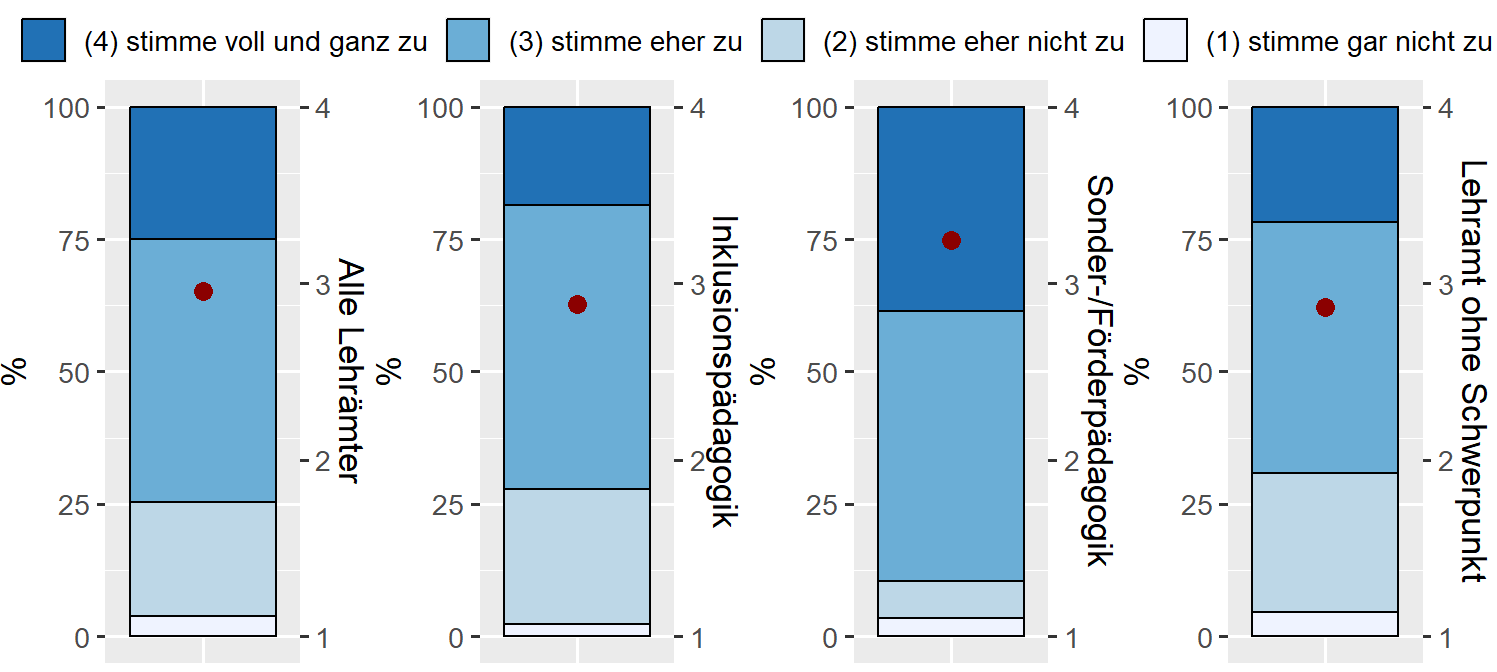 (4) stimme voll und ganz zu (3) stimme eher zu (2) stimme eher nicht zu (1) stimme gar nicht zu
100 4 100 4 100 4 100 4
75 75 75 75
3 3 3 3
50 50 50 50
2 2 2 2
25 25 25 25
0 1 0 1 0 1 0 1
%
Alle Lehrämter
%
Inklusionspädagogik
%
Sonder-/Förderpädagogik
%
Lehramt ohne Schwerpunkt